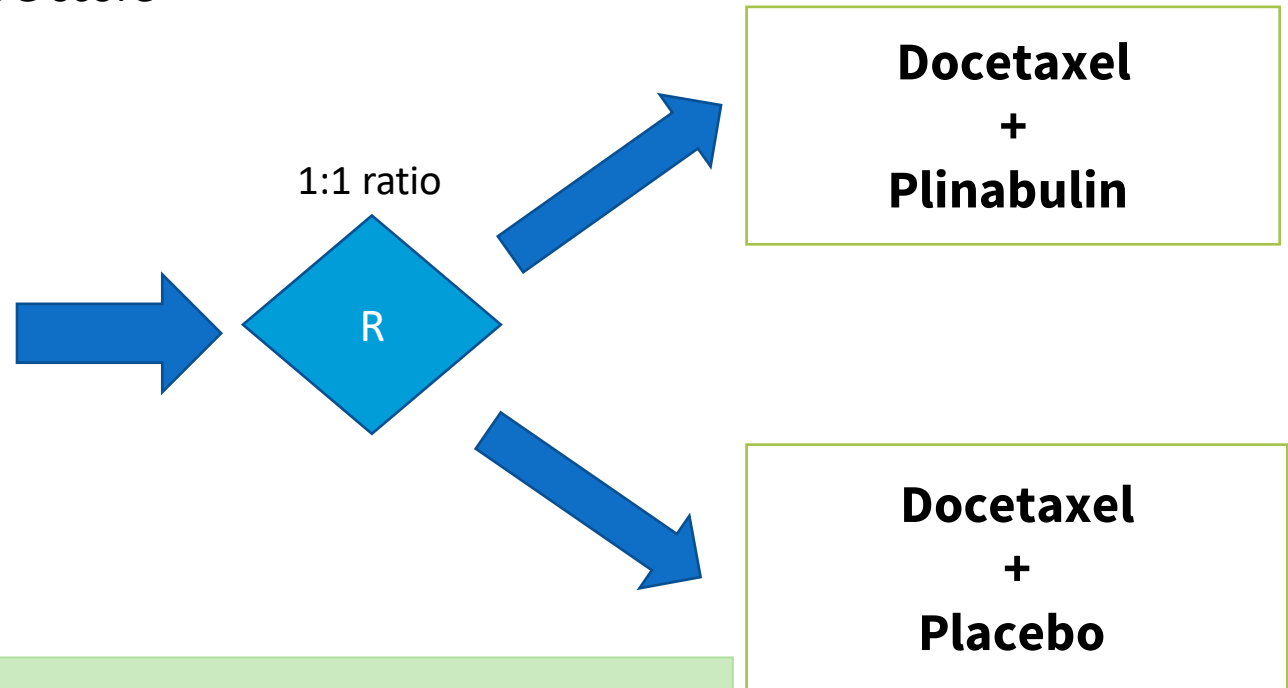 1:1 ratio
R
Docetaxel
+
Plinabulin
Docetaxel
+
Placebo